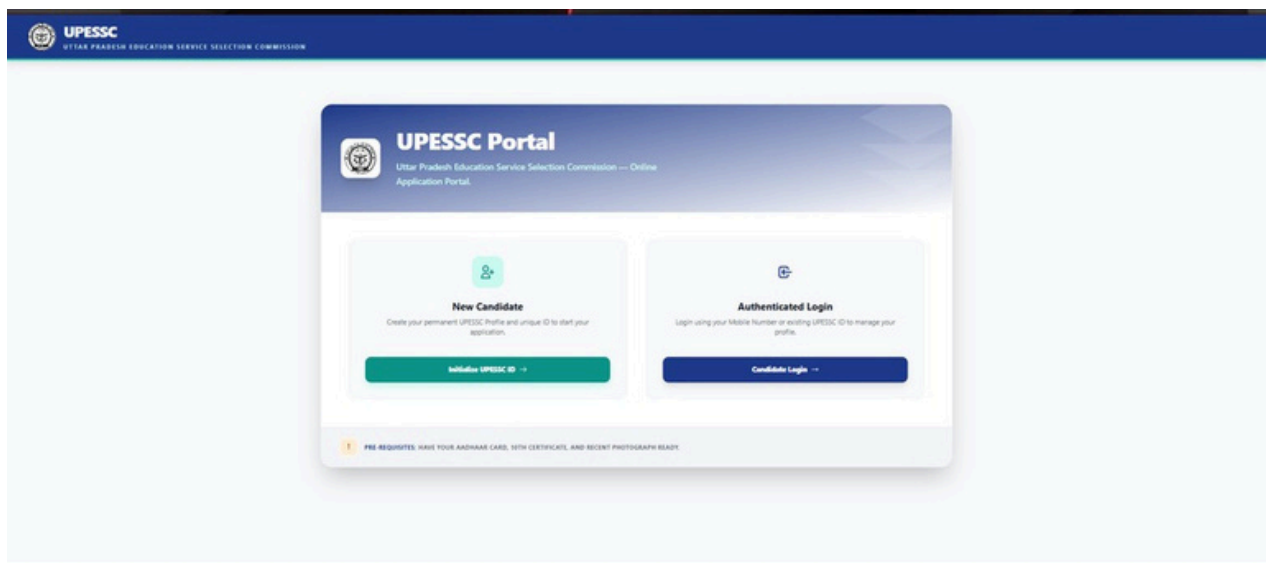 UPESSC
UTTAR PRADESH EDUCATION SERVICE SELECTION COMMISSION
UPESSC Portal
Uttar Pradesh Education Service Selection Commission — Online
Application Portal.
New Candidate
Create your permanent UPESSC Profile and unique ID to start your
application.
Initialize UPESSC ID →
Authenticated Login
Login using your Mobile Number or existing UPESSC ID to manage your
profile.
Candidate Login →
! PRE-REQUISITES: HAVE YOUR AADHAAR CARD, 10TH CERTIFICATE, AND RECENT PHOTOGRAPH READY.